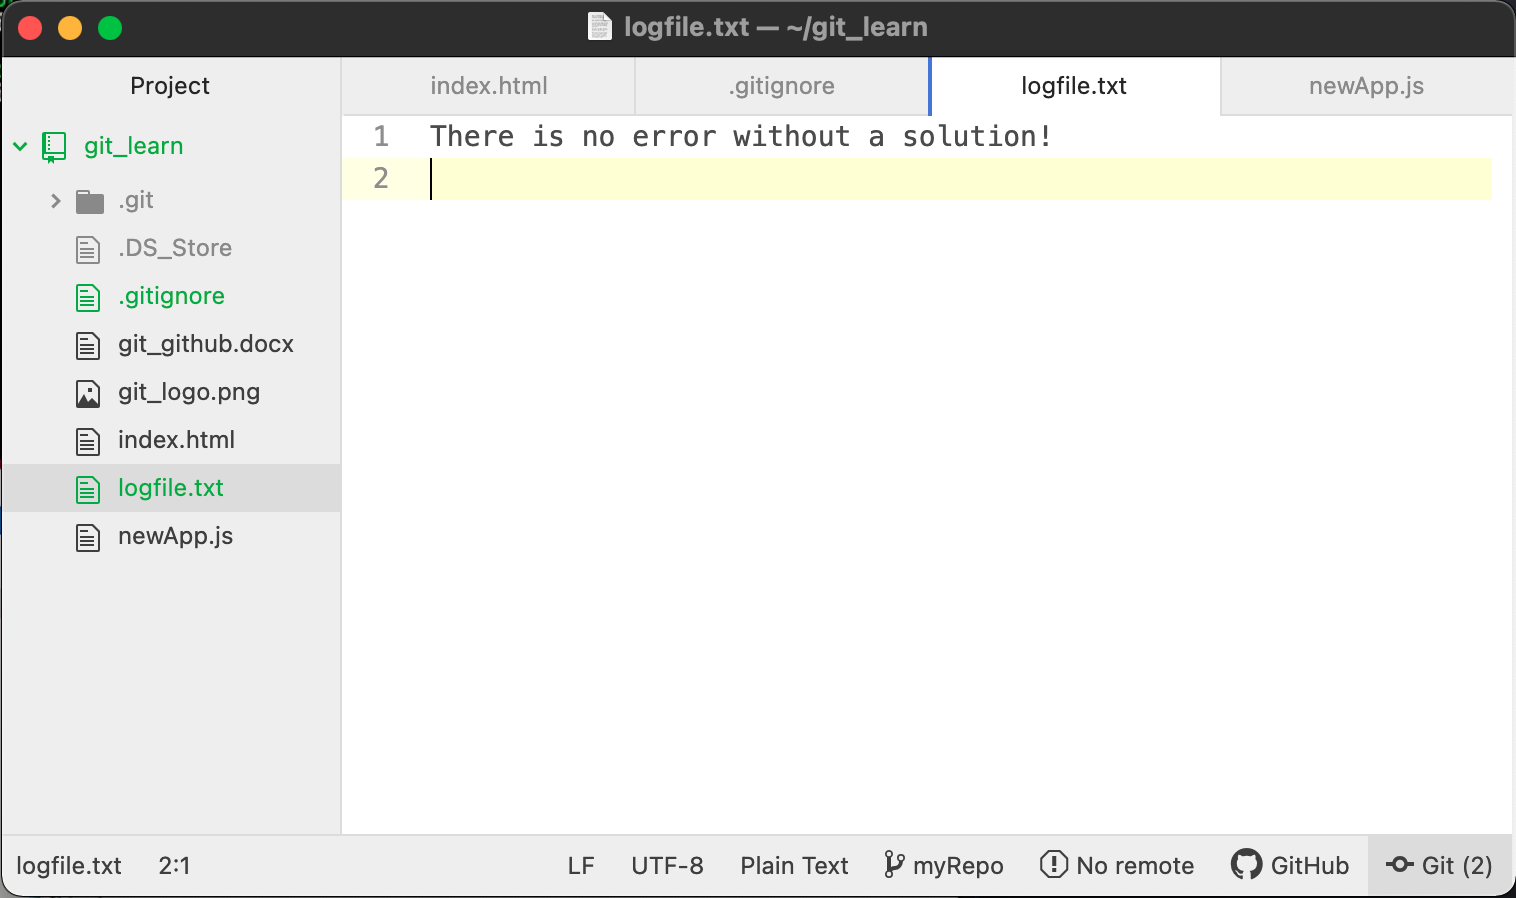 logfile.txt — ~/git_learn
Project
index.html
.gitignore
logfile.txt
newApp.js
git_learn
.git
.DS_Store
.gitignore
git_github.docx
git_logo.png
index.html
logfile.txt
newApp.js
1 There is no error without a solution!
2
logfile.txt 2:1 LF UTF-8 Plain Text myRepo No remote GitHub Git (2)